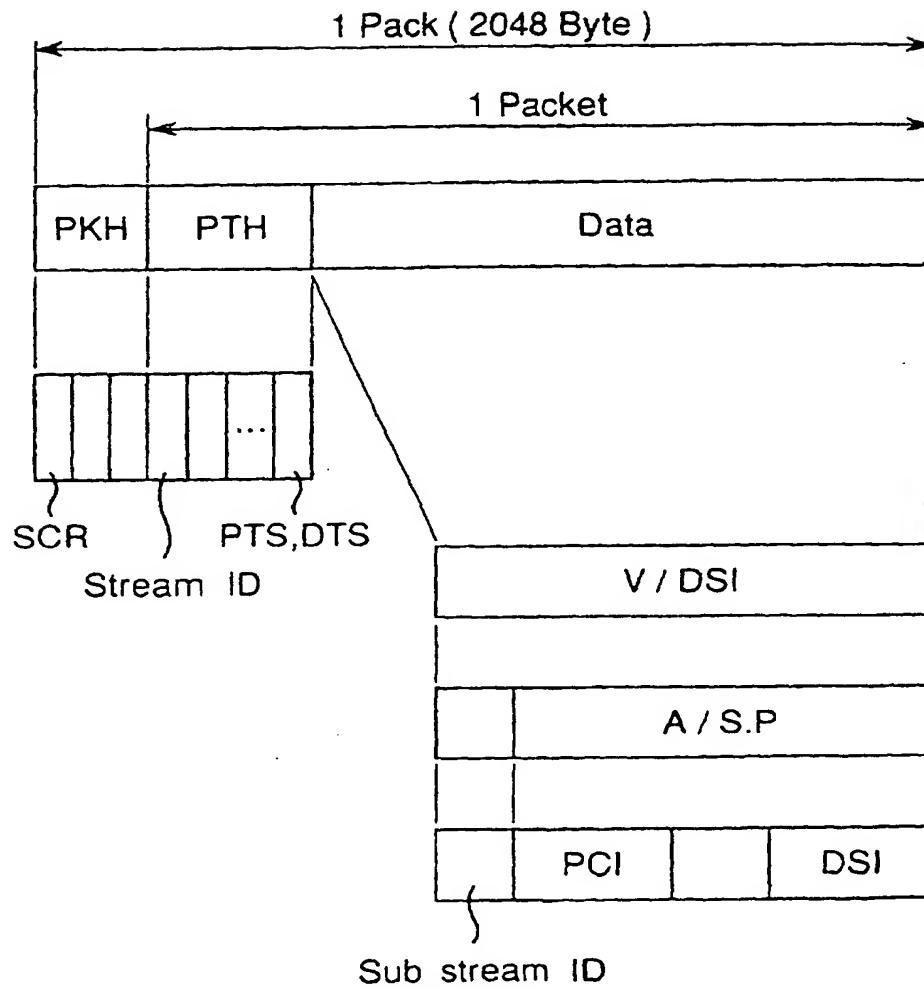 1 Pack ( 2048 Byte )
1 Packet
PKH PTH Data
...
SCR PTS,DTS
Stream ID
V / DSI
A / S.P
PCI DSI
Sub stream ID